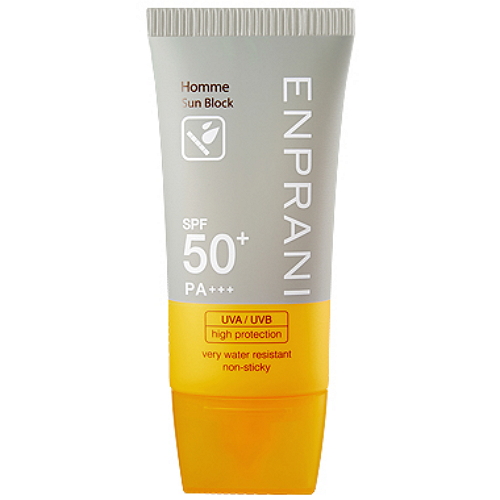 Homme
Sun Block
ENPRANI
SPF
50+
PA+++
UVA / UVB
high protection
very water resistant
non-sticky